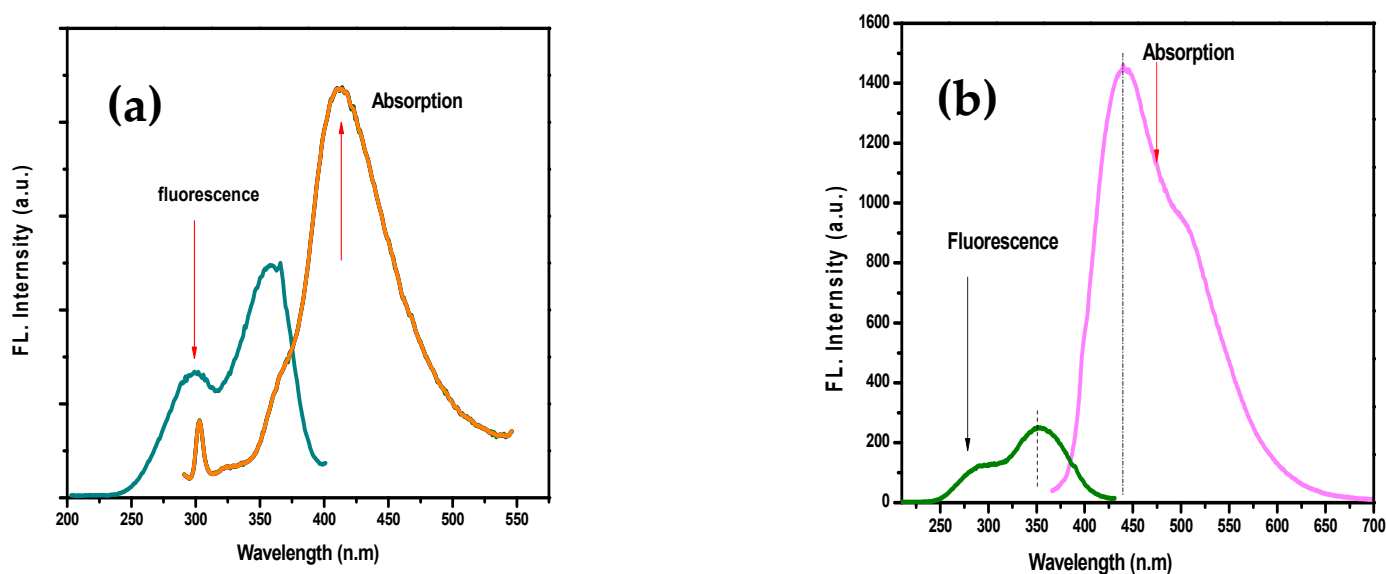 (a)
Absorption
fluorescence
FL. Internsity (a.u.)
200 250 300 350 400 450 500 550
Wavelength (n.m)
(b)
Absorption
Fluorescence
FL. Internsity (a.u.)
1600
1400
1200
1000
800
600
400
200
0
250 300 350 400 450 500 550 600 650 700
Wavelength (n.m)